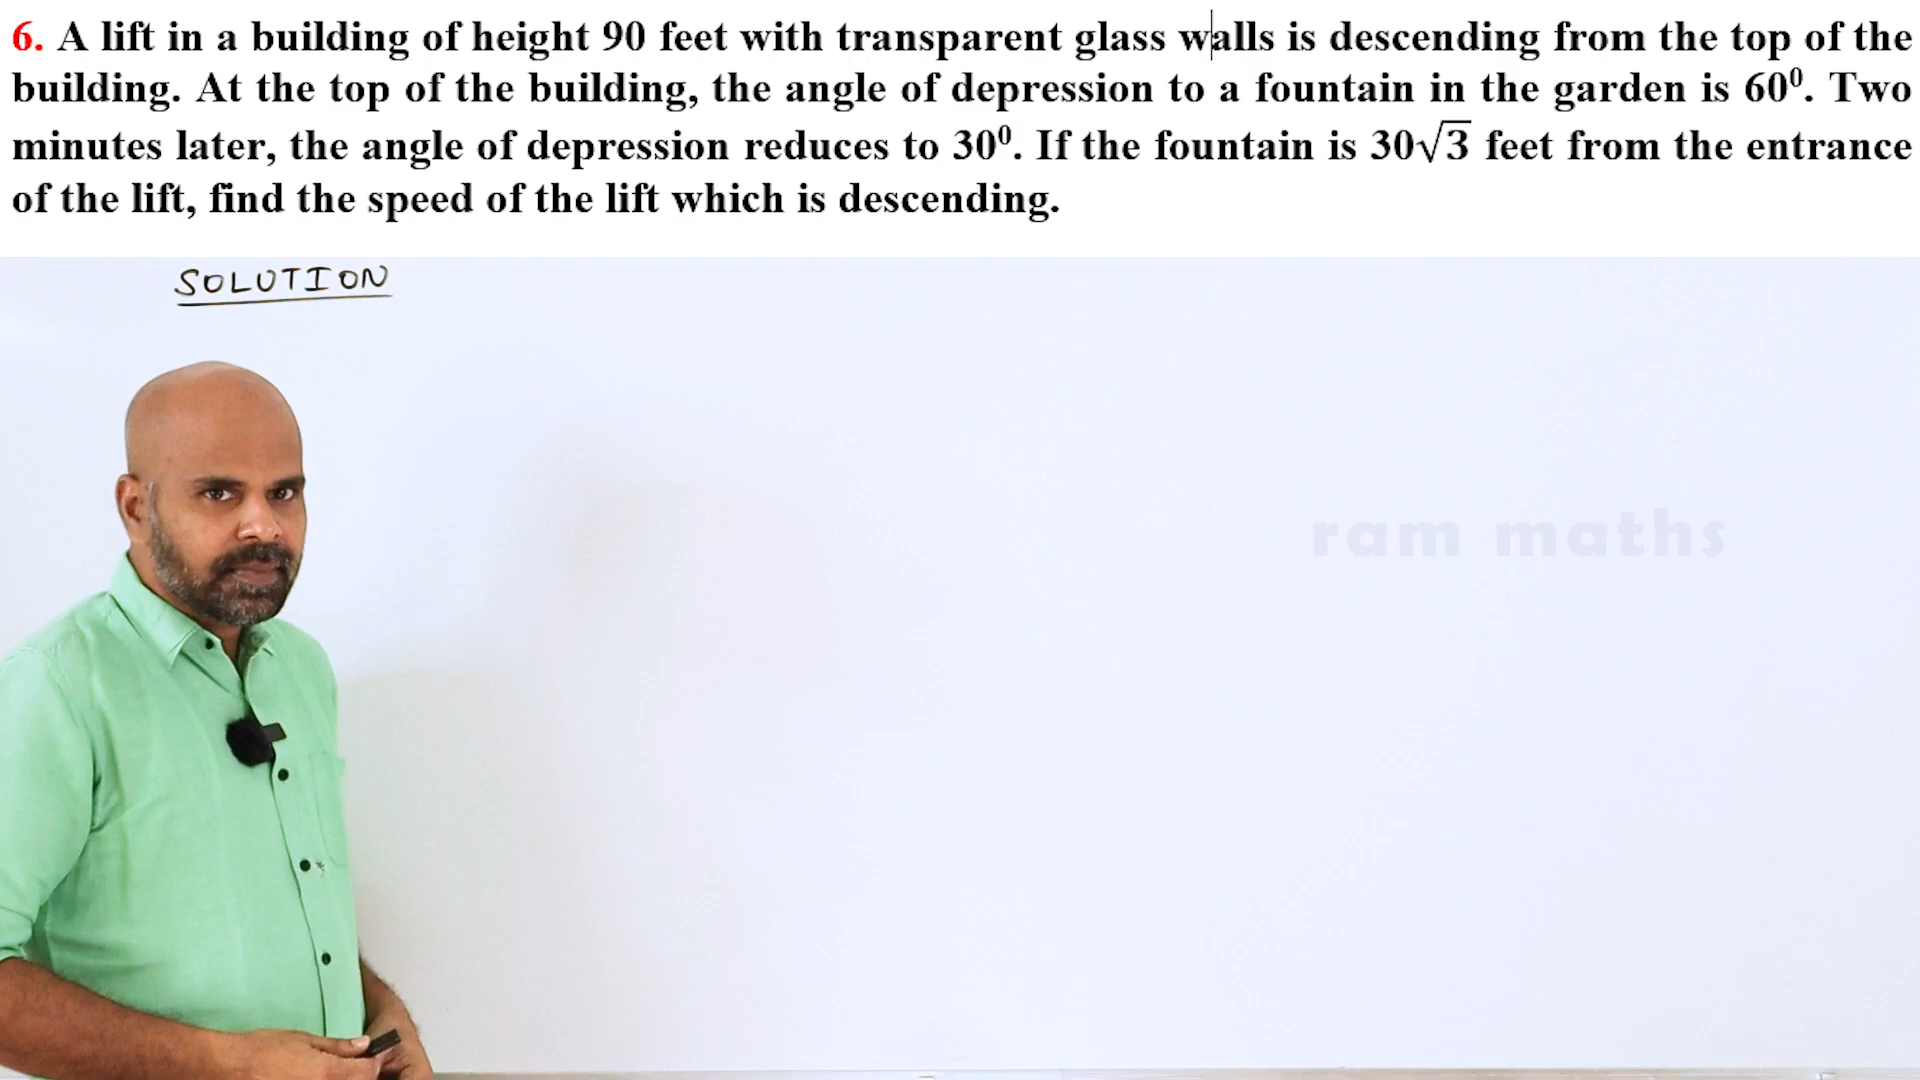 6. A lift in a building of height 90 feet with transparent glass walls is descending from the top of the
building. At the top of the building, the angle of depression to a fountain in the garden is 60⁰. Two
minutes later, the angle of depression reduces to 30⁰. If the fountain is 30√3 feet from the entrance
of the lift, find the speed of the lift which is descending.
SOLUTION
ram maths